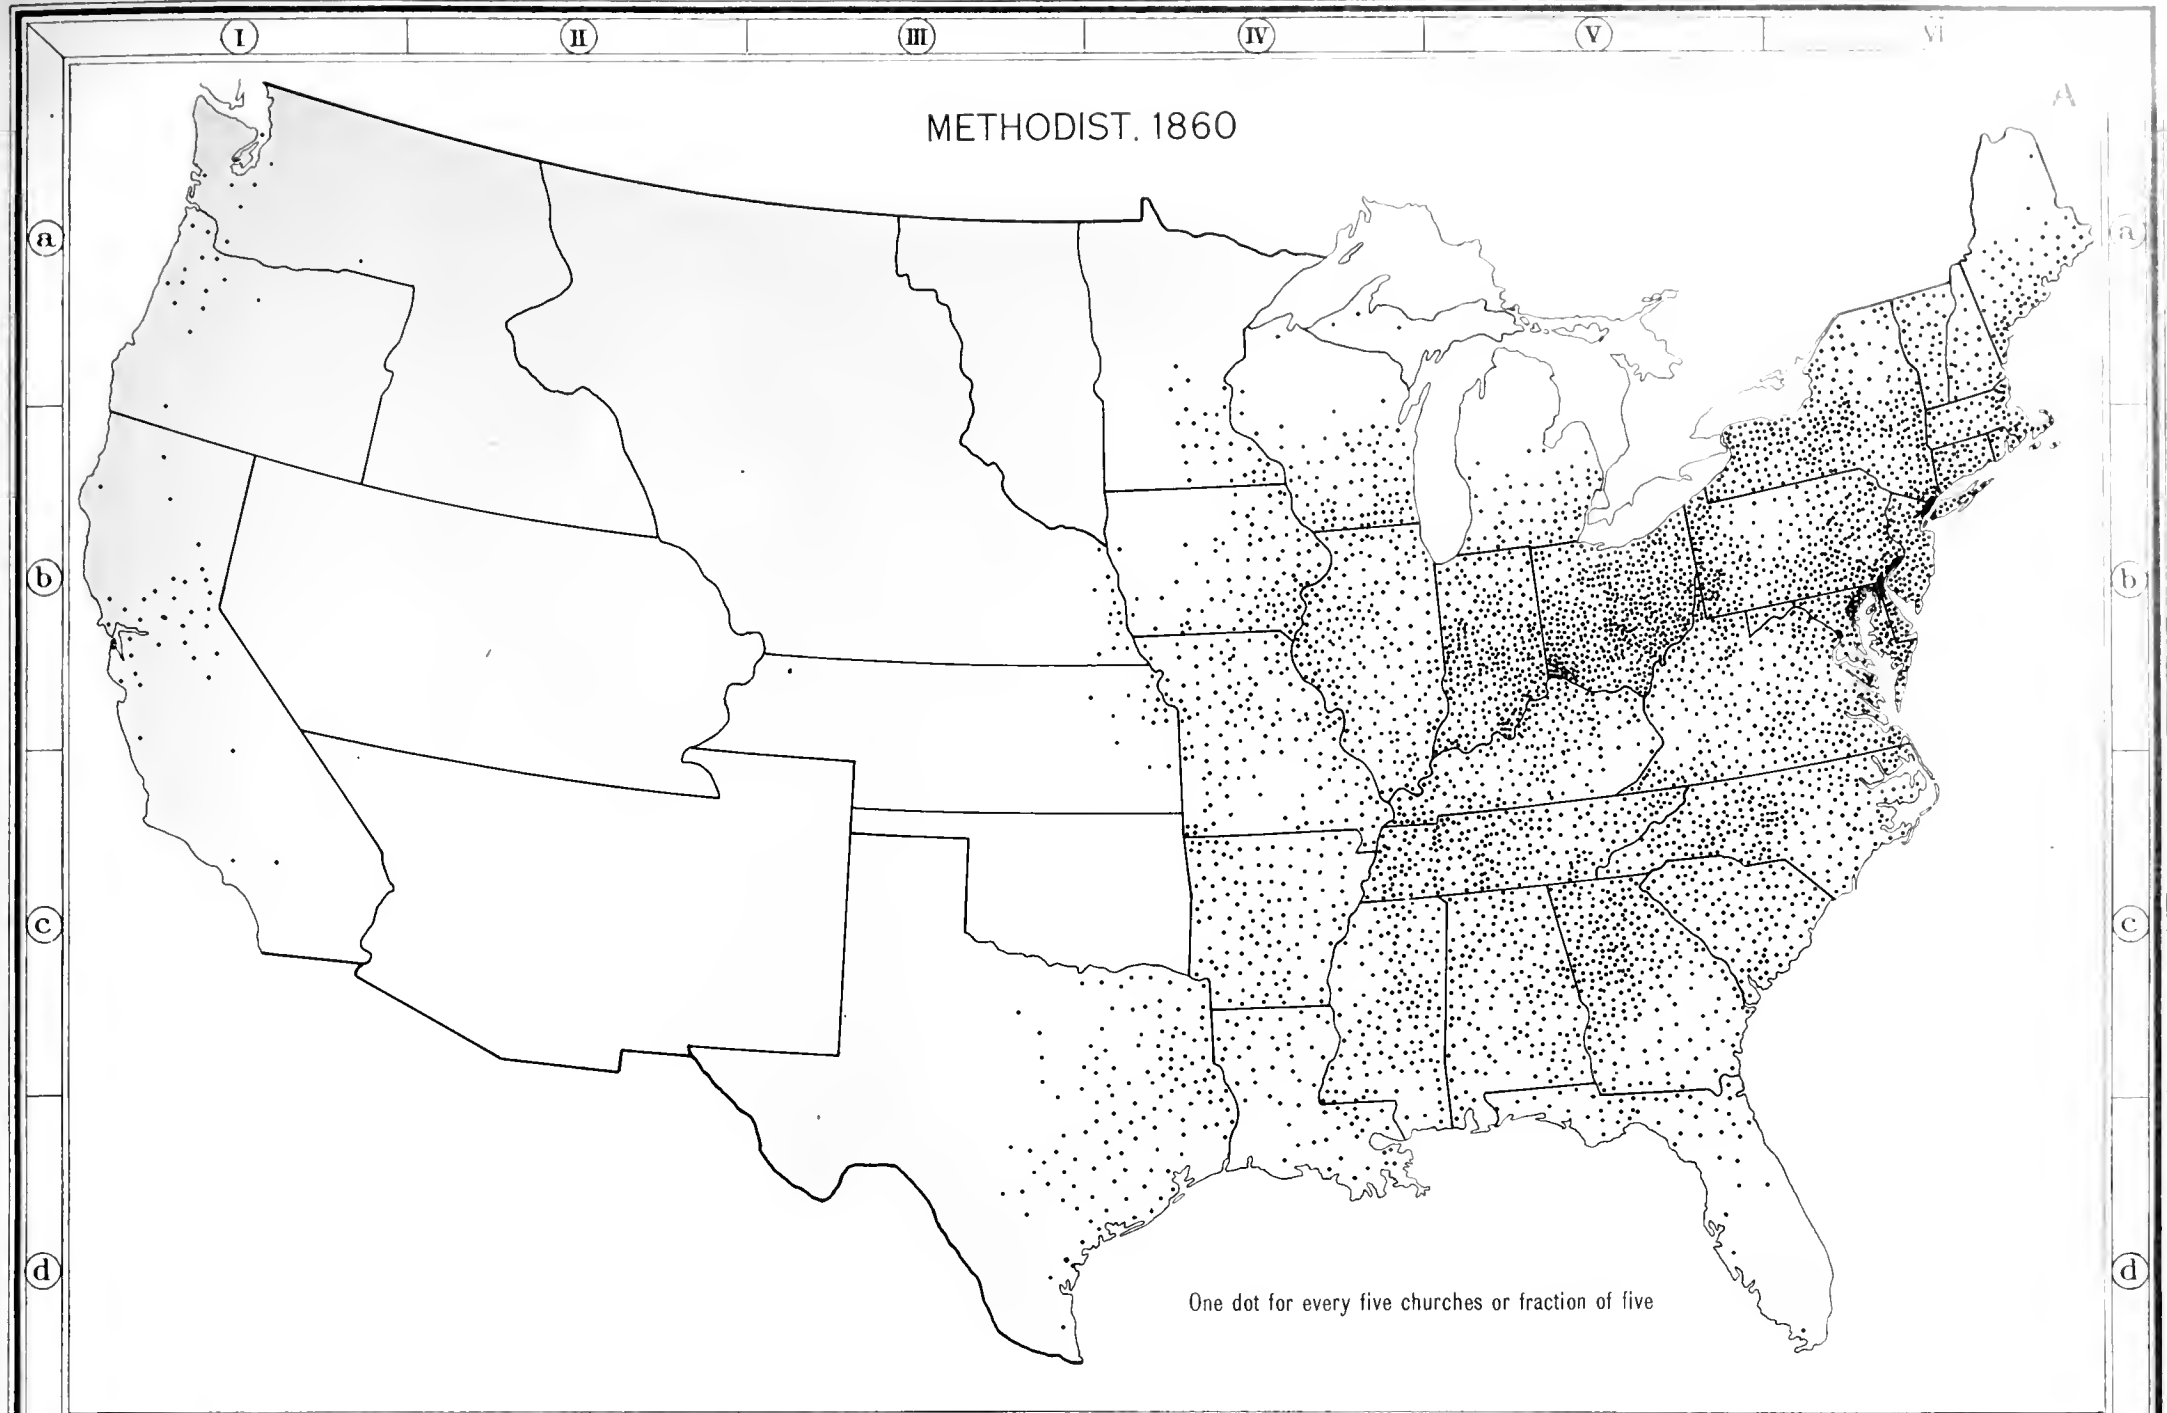 I II III IV V VI
METHODIST. 1860
A
a a
b b
c c
d d
One dot for every five churches or fraction of five